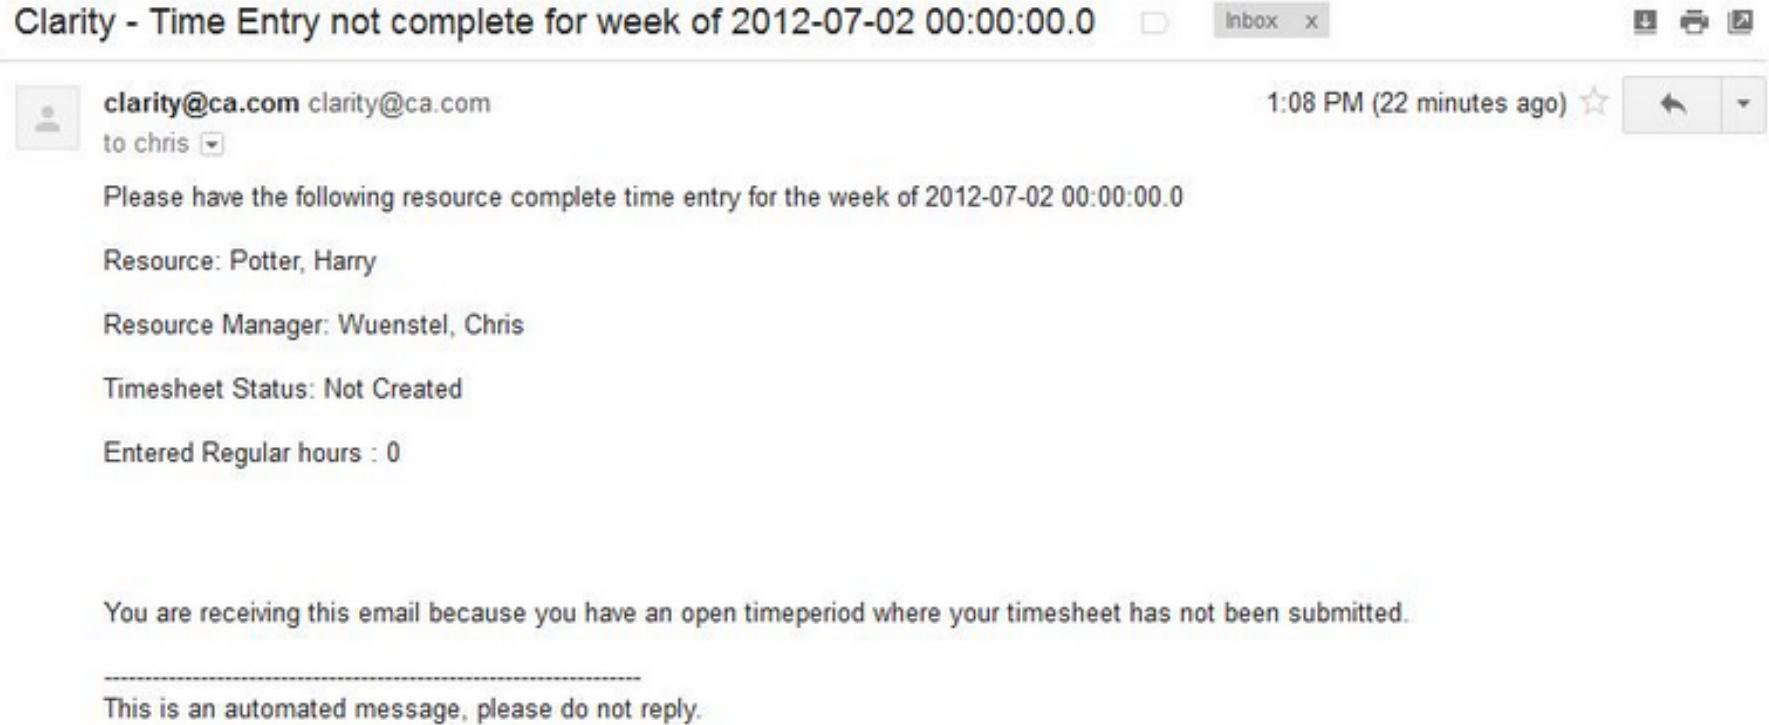 Clarity - Time Entry not complete for week of 2012-07-02 00:00:00.0 Inbox x
clarity@ca.com clarity@ca.com 1:08 PM (22 minutes ago)
to chris
Please have the following resource complete time entry for the week of 2012-07-02 00:00:00.0
Resource: Potter, Harry
Resource Manager: Wuenstel, Chris
Timesheet Status: Not Created
Entered Regular hours : 0
You are receiving this email because you have an open timeperiod where your timesheet has not been submitted.
-------------------------------------------------------------------
This is an automated message, please do not reply.